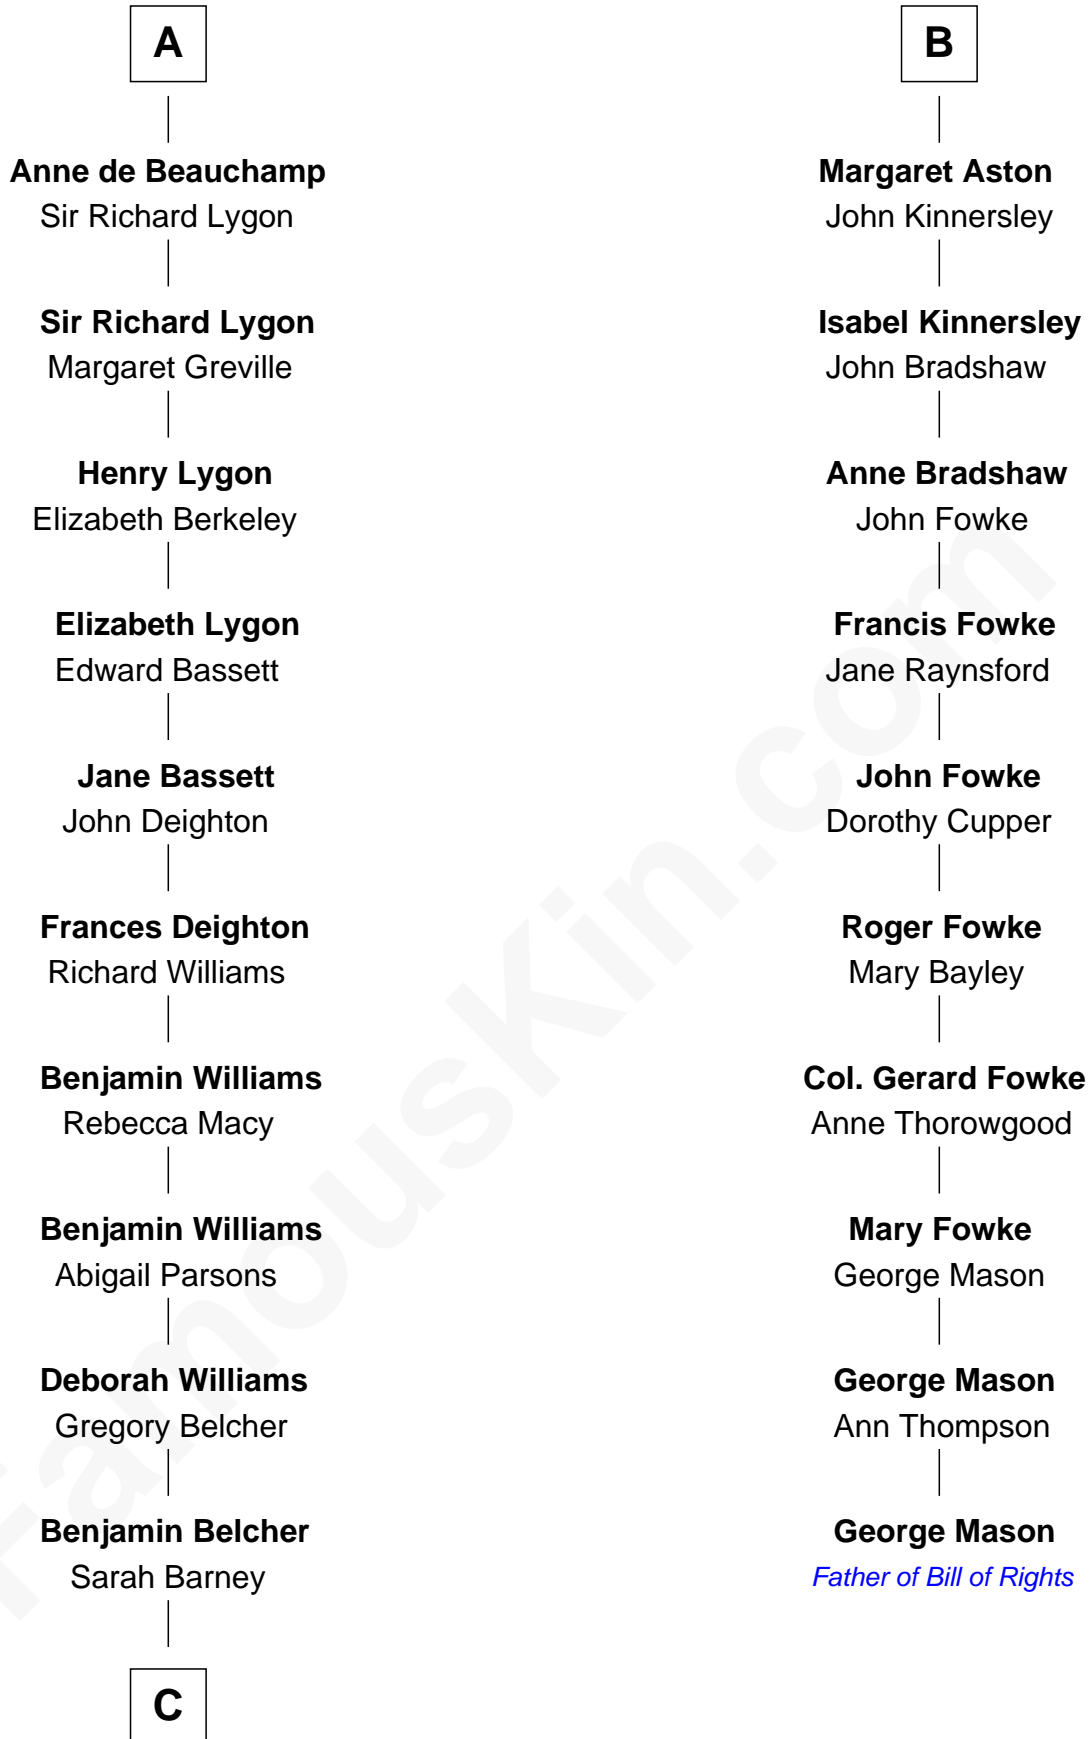 A
Anne de Beauchamp
Sir Richard Lygon
Sir Richard Lygon
Margaret Greville
Henry Lygon
Elizabeth Berkeley
Elizabeth Lygon
Edward Bassett
Jane Bassett
John Deighton
Frances Deighton
Richard Williams
Benjamin Williams
Rebecca Macy
Benjamin Williams
Abigail Parsons
Deborah Williams
Gregory Belcher
Benjamin Belcher
Sarah Barney
C
B
Margaret Aston
John Kinnersley
Isabel Kinnersley
John Bradshaw
Anne Bradshaw
John Fowke
Francis Fowke
Jane Raynsford
John Fowke
Dorothy Cupper
Roger Fowke
Mary Bayley
Col. Gerard Fowke
Anne Thorowgood
Mary Fowke
George Mason
George Mason
Ann Thompson
George Mason
Father of Bill of Rights
FamousKin.com